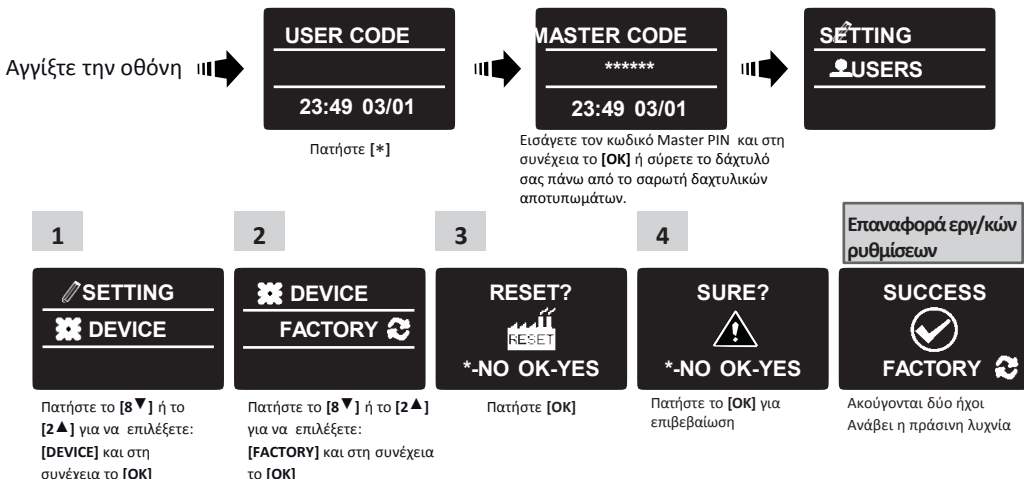 Αγγίξτε την οθόνη
USER CODE
23:49 03/01
Πατήστε [*]
MASTER CODE
******
23:49 03/01
Εισάγετε τον κωδικό Master PIN και στη
συνέχεια το [OK] ή σύρετε το δάχτυλό
σας πάνω από το σαρωτή δαχτυλικών
αποτυπωμάτων.
SETTING
USERS
1
SETTING
DEVICE
Πατήστε το [8▼] ή το
[2▲] για να επιλέξετε:
[DEVICE] και στη
συνέχεια το [OK]
2
DEVICE
FACTORY
Πατήστε το [8▼] ή το [2▲]
για να επιλέξετε:
[FACTORY] και στη συνέχεια
το [OK]
3
RESET?
RESET
*-NO OK-YES
Πατήστε [OK]
4
SURE?
*-NO OK-YES
Πατήστε το [OK] για
επιβεβαίωση
Επαναφορά εργ/κών
ρυθμίσεων
SUCCESS
FACTORY
Ακούγονται δύο ήχοι
Ανάβει η πράσινη λυχνία